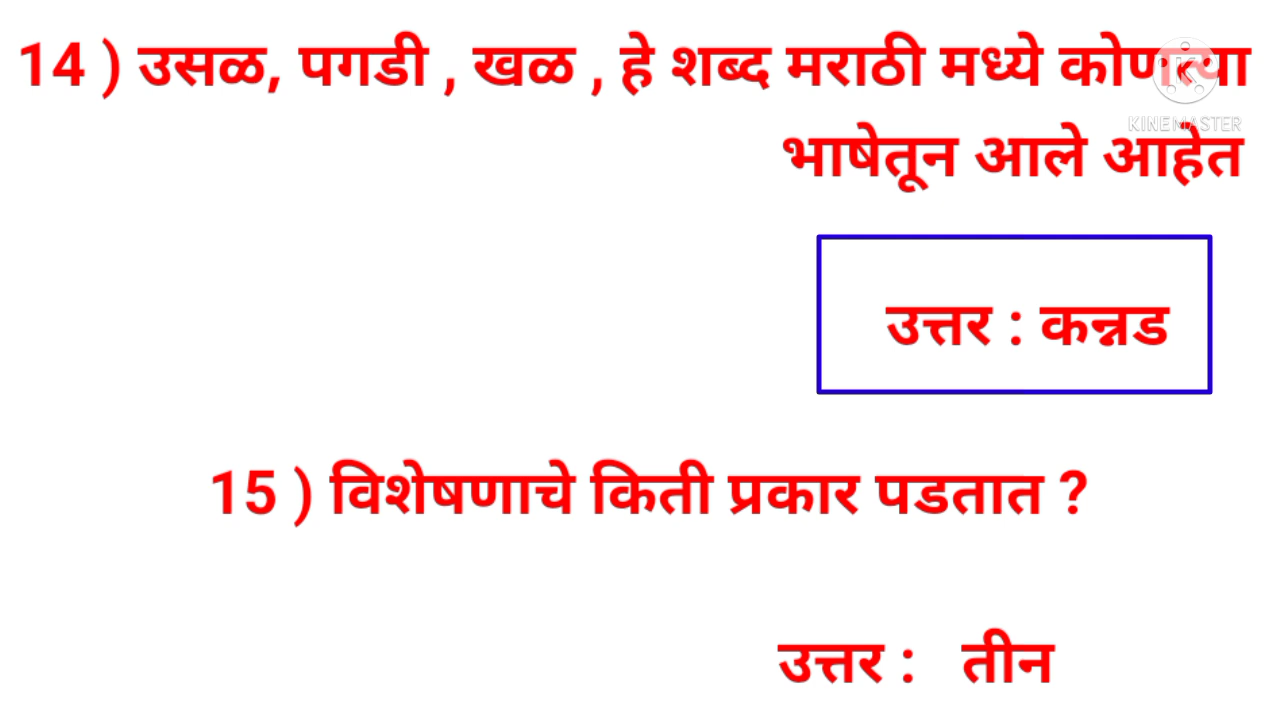 14 ) उसळ, पगडी , खळ , हे शब्द मराठी मध्ये कोणत्या
KINEMASTER
भाषेतून आले आहेत
उत्तर : कन्नड
15 ) विशेषणाचे किती प्रकार पडतात ?
उत्तर : तीन